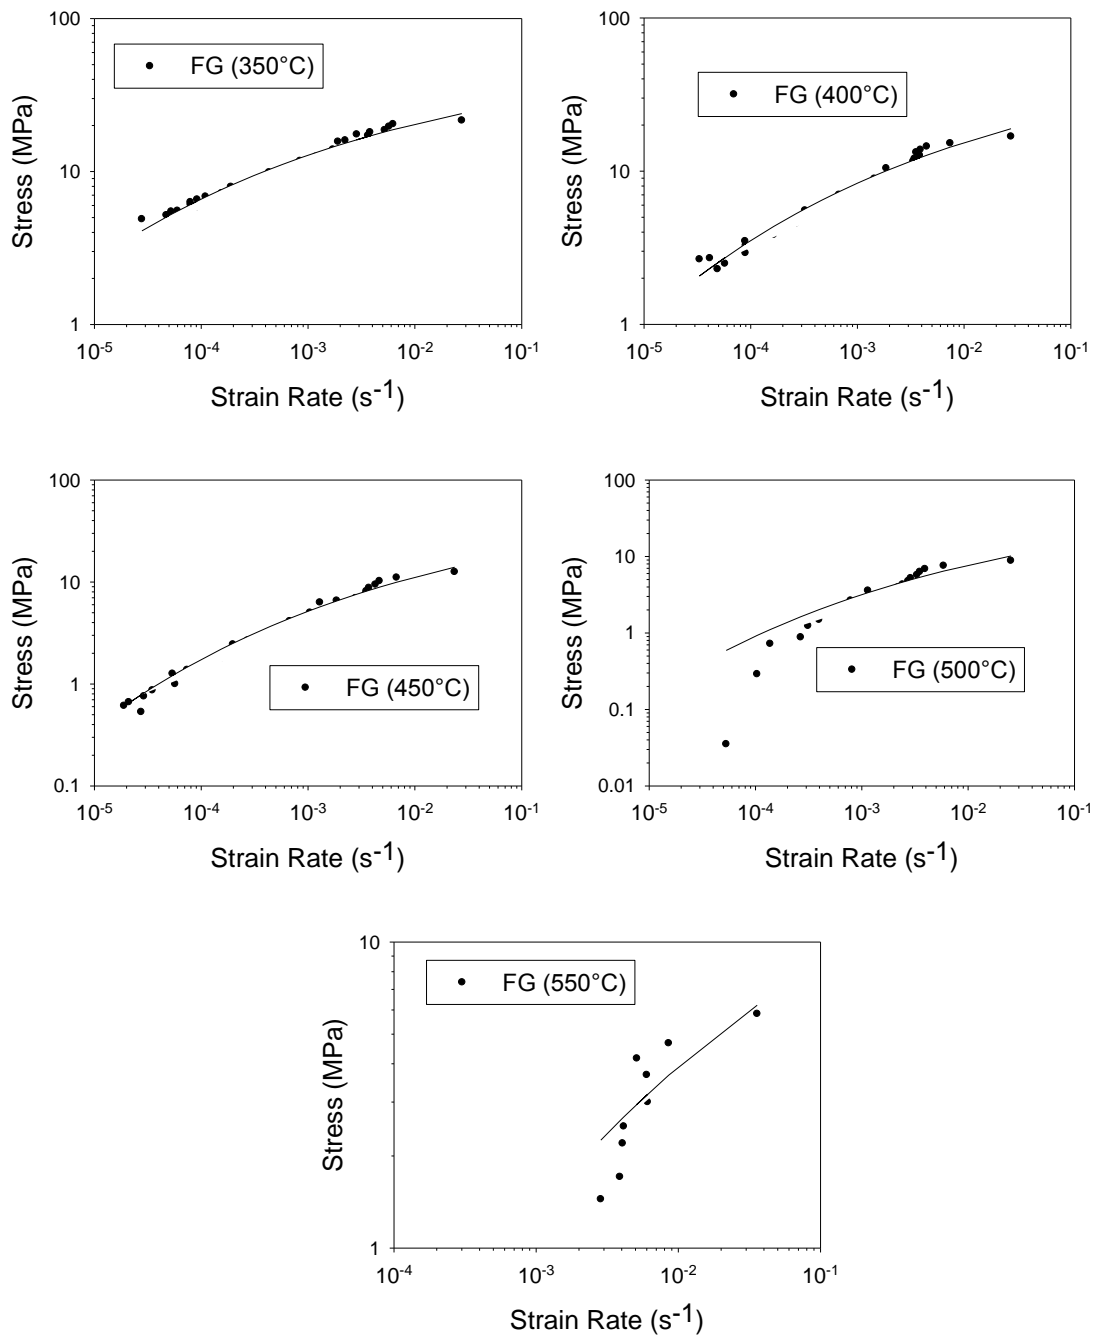 100
10
1
Stress (MPa)
FG (350°C)
10-5 10-4 10-3 10-2 10-1
Strain Rate (s-1)
100
10
1
Stress (MPa)
FG (400°C)
10-5 10-4 10-3 10-2 10-1
Strain Rate (s-1)
100
10
1
0.1
Stress (MPa)
FG (450°C)
10-5 10-4 10-3 10-2 10-1
Strain Rate (s-1)
100
10
1
0.1
0.01
Stress (MPa)
FG (500°C)
10-5 10-4 10-3 10-2 10-1
Strain Rate (s-1)
10
1
Stress (MPa)
FG (550°C)
10-4 10-3 10-2 10-1
Strain Rate (s-1)